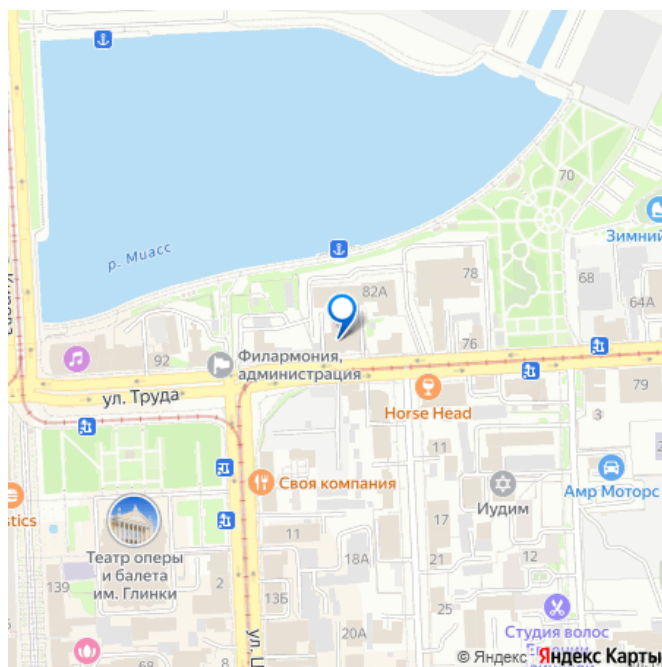 70
Зимний
р. Миасс
78
68
82А
64А
92
Филармония,
администрация
76
79
ул. Труда
Horse Head
3
11
Своя компания
Амр Моторс
Иудим
stics
11
17
Театр оперы
и балета
им. Глинки
18А
12
21
139
2
13Б
Студия волос
20А
8
ул. Ц
© Яндекс Яндекс Карты